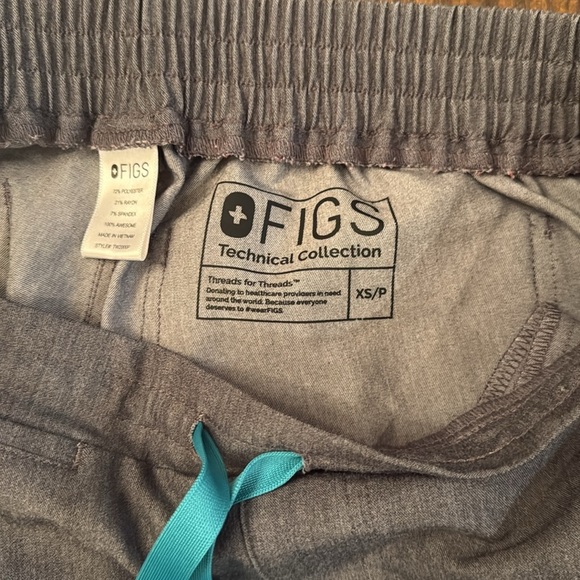 FIGS
72% POLYESTER
21% RAYON
7% SPANDEX
100% AWESOME
MADE IN VIETNAM
FIGS
Technical Collection
Threads for Threads™
Donating to healthcare providers in need
around the world. Because everyone
deserves to #wearFIGS
XS/P